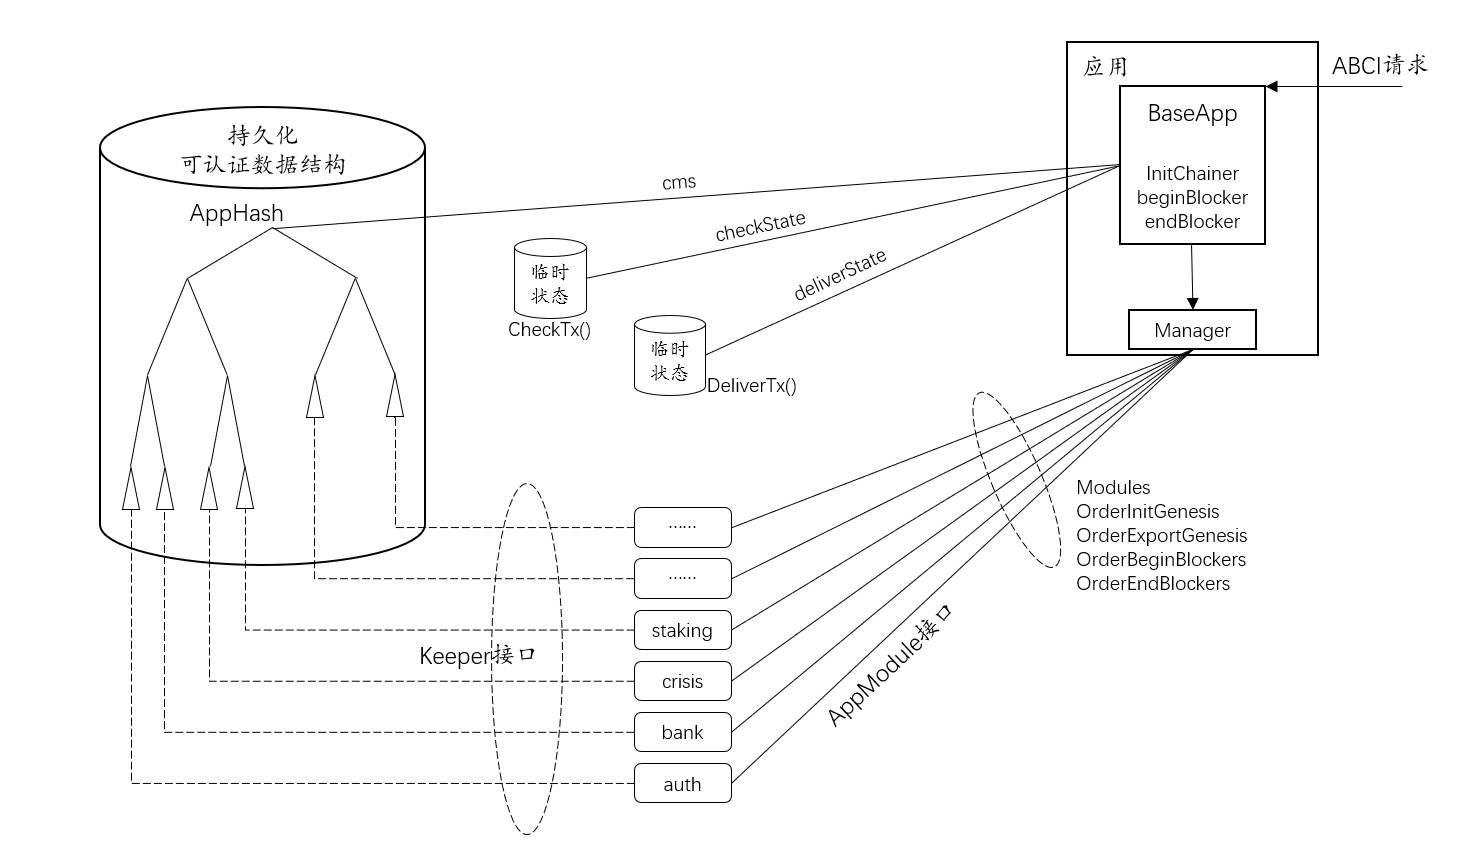 应用
ABCI请求
BaseApp
InitChainer
beginBlocker
endBlocker
Manager
持久化
可认证数据结构
AppHash
cms
checkState
deliverState
临时
状态
CheckTx()
临时
状态
DeliverTx()
Modules
OrderInitGenesis
OrderExportGenesis
OrderBeginBlockers
OrderEndBlockers
AppModule接口
Keeper接口
……
……
staking
crisis
bank
auth